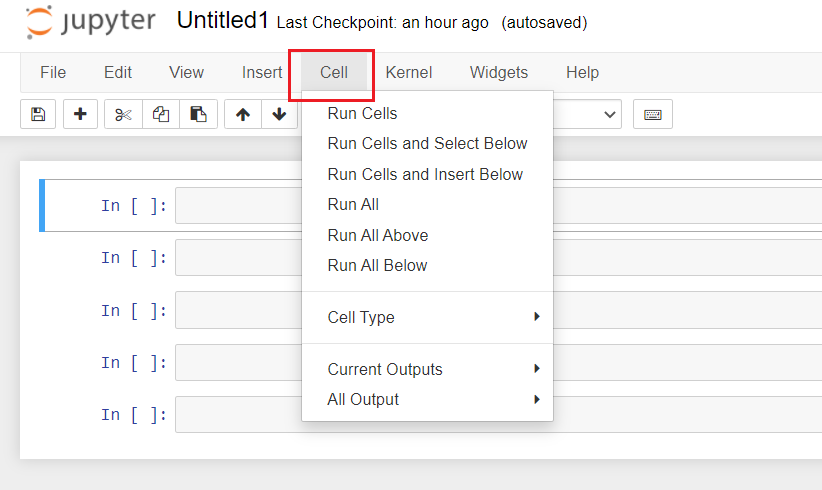 jupyter Untitled1 Last Checkpoint: an hour ago (autosaved)
File Edit View Insert Cell Kernel Widgets Help
Run Cells
Run Cells and Select Below
Run Cells and Insert Below
Run All
Run All Above
Run All Below
Cell Type
Current Outputs
All Output
In [ ]:
In [ ]:
In [ ]:
In [ ]:
In [ ]: